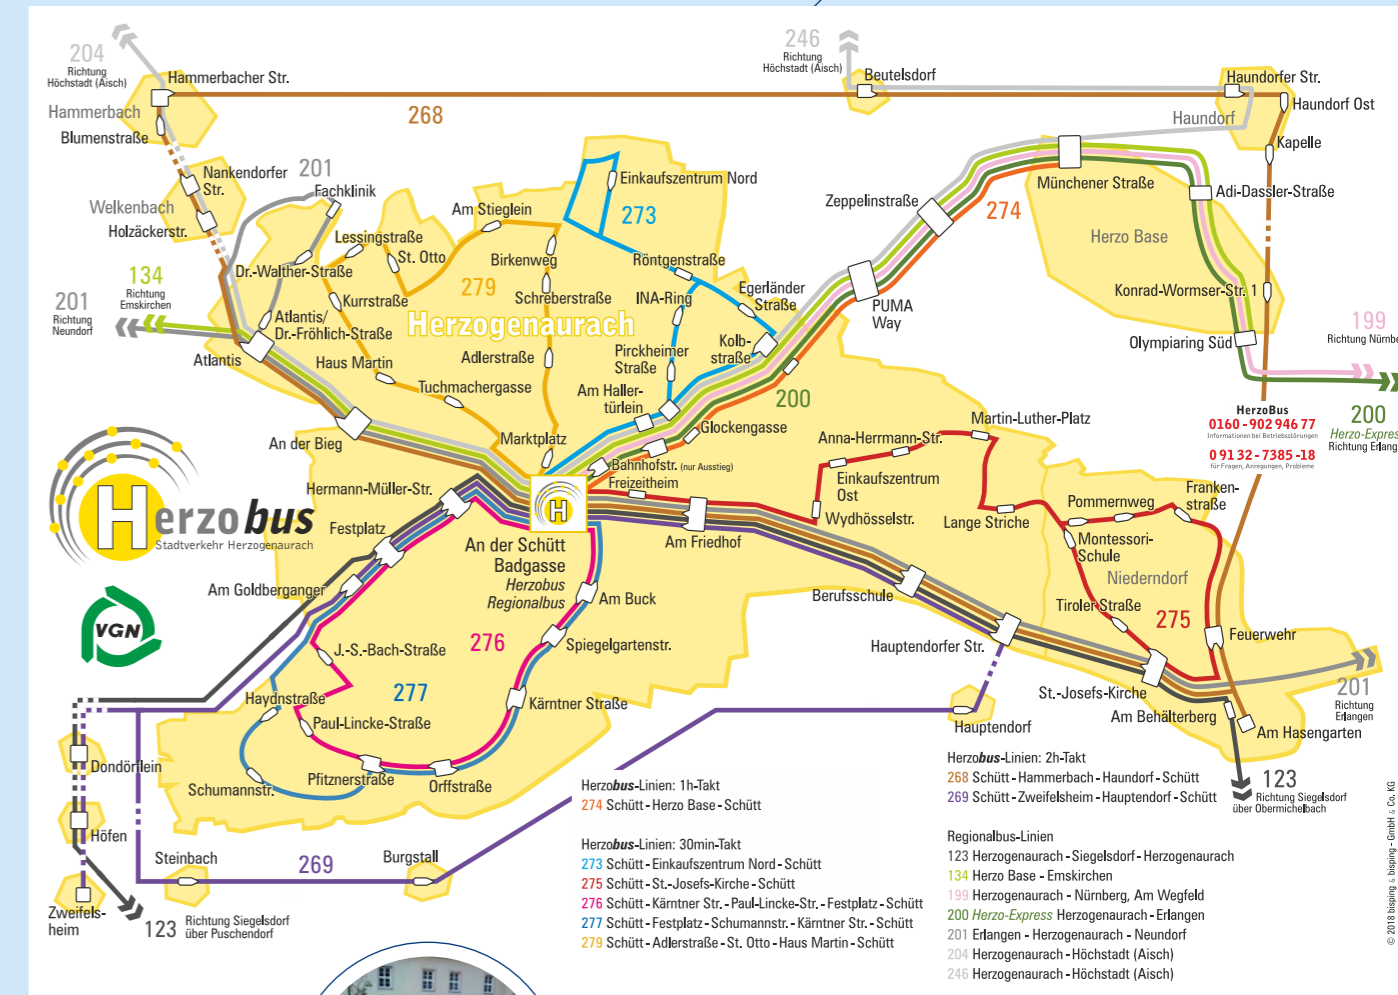 204
Richtung
Höchstadt (Aisch)
Hammerbacher Str.
Hammerbach
Blumenstraße
268
246
Richtung
Höchstadt (Aisch)
Beutelsdorf
Haundorfer Str.
Haundorf Ost
Haundorf
Kapelle
Nankendorfer
Str.
Welkenbach
Holzäckerstr.
201
Fachklinik
Am Stieglein
Einkaufszentrum Nord
273
Zeppelinstraße
274
Münchener Straße
Adi-Dassler-Straße
Herzo Base
Konrad-Wormser-Str. 1
Olympiaring Süd
199
Richtung Nürnbe
Lessingstraße
St. Otto
Dr.-Walther-Straße
Birkenweg
Röntgenstraße
134
Richtung
Emskirchen
201
Richtung
Neundorf
Kurrstraße
279
Schreberstraße
INA-Ring
Egerländer
Straße
PUMA
Way
Atlantis/
Dr.-Fröhlich-Straße
Herzogenaurach
Atlantis
Haus Martin
Adlerstraße
Pirckheimer
Straße
Kolb-
straße
Tuchmachergasse
Am Haller-
türlein
200
HerzoBus
0160 - 902 946 77
Informationen bei Betriebsstörungen
0 91 32 - 7385 -18
für Fragen, Anregungen, Probleme
200
Herzo-Expres
Richtung Erlang
An der Bieg
Marktplatz
Glockengasse
Anna-Herrmann-Str.
Martin-Luther-Platz
Bahnhofstr. (nur Ausstieg)
Freizeitheim
Einkaufszentrum
Ost
Wydhösselstr.
Lange Striche
Pommernweg
Franken-
straße
Hermann-Müller-Str.
Festplatz
H
Herzobus
Stadtverkehr Herzogenaurach
An der Schütt
Badgasse
Herzobus
Regionalbus
Am Friedhof
Montessori-
Schule
Niederndorf
Am Goldberganger
VGN
Am Buck
Berufsschule
Tiroler Straße
275
Feuerwehr
276
Spiegelgartenstr.
Hauptendorfer Str.
J.-S.-Bach-Straße
277
Haydnstraße
Kärntner Straße
St.-Josefs-Kirche
201
Richtung
Erlangen
Paul-Lincke-Straße
Hauptendorf
Am Behälterberg
Am Hasengarten
Dondörflein
Schumannstr.
Pfitznerstraße
Orffstraße
123
Richtung Siegelsdorf
über Obermichelbach
Höfen
Steinbach
269
Burgstall
Zweifels-
heim
123
Richtung Siegelsdorf
über Puschendorf
Herzobus-Linien: 1h-Takt
274 Schütt - Herzo Base - Schütt
Herzobus-Linien: 30min-Takt
273 Schütt - Einkaufszentrum Nord - Schütt
275 Schütt - St.-Josefs-Kirche - Schütt
276 Schütt - Kärntner Str. - Paul-Lincke-Str. - Festplatz - Schütt
277 Schütt - Festplatz - Schumannstr. - Kärntner Str. - Schütt
279 Schütt - Adlerstraße - St. Otto - Haus Martin - Schütt
Herzobus-Linien: 2h-Takt
268 Schütt - Hammerbach - Haundorf - Schütt
269 Schütt - Zweifelsheim - Hauptendorf - Schütt
Regionalbus-Linien
123 Herzogenaurach - Siegelsdorf - Herzogenaurach
134 Herzo Base - Emskirchen
199 Herzogenaurach - Nürnberg, Am Wegfeld
200 Herzo-Express Herzogenaurach - Erlangen
201 Erlangen - Herzogenaurach - Neundorf
204 Herzogenaurach - Höchstadt (Aisch)
246 Herzogenaurach - Höchstadt (Aisch)
© 2018 bisping & bisping - GmbH & Co. KG